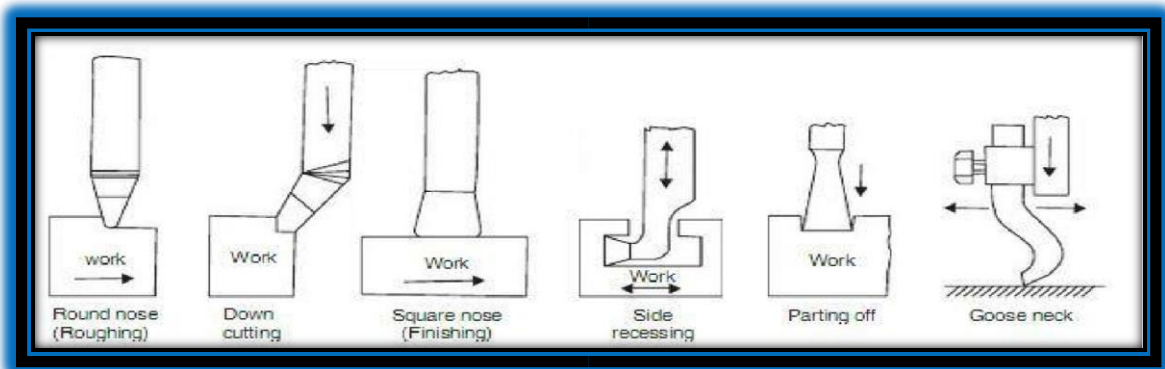 work
Work
Work
Work
Work
Round nose
(Roughing)
Down
cutting
Square nose
(Finishing)
Side
recessing
Parting off
Goose neck